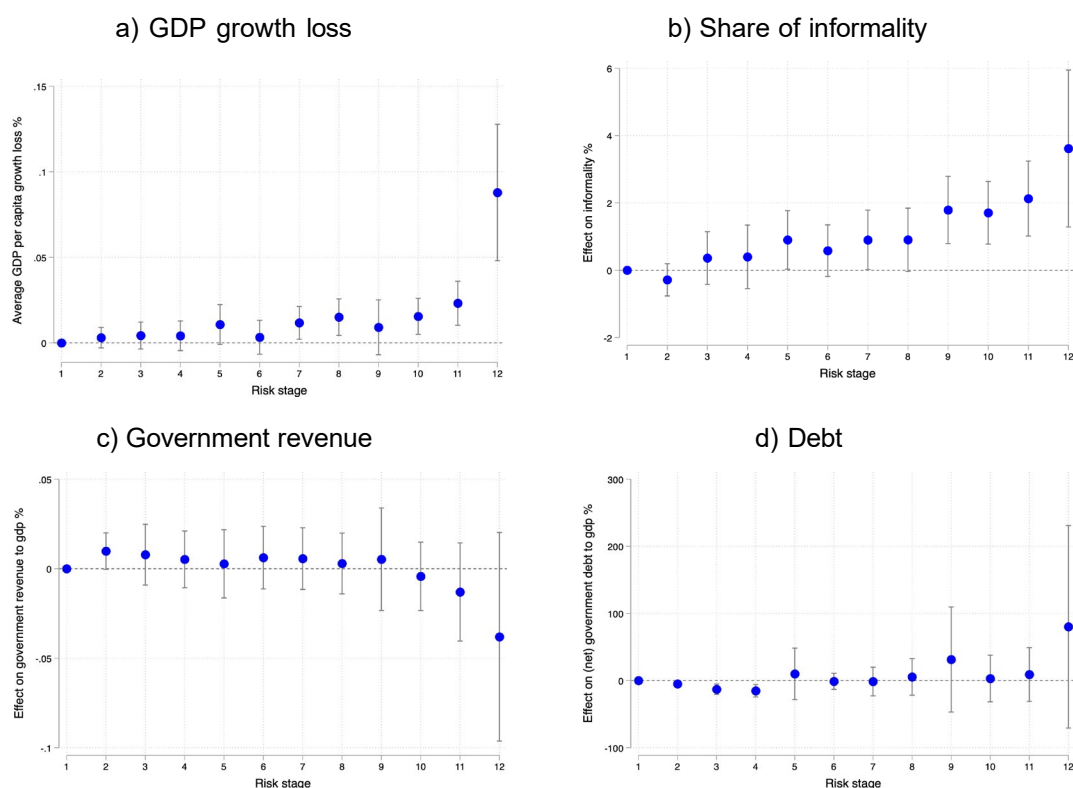 a) GDP growth loss
Average GDP per capita growth loss %
.15
.1
.05
0
1 2 3 4 5 6 7 8 9 10 11 12
Risk stage
b) Share of informality
Effect on informality %
6
4
2
0
-2
1 2 3 4 5 6 7 8 9 10 11 12
Risk stage
c) Government revenue
Effect on government revenue to gdp %
.05
0
-.05
-.1
1 2 3 4 5 6 7 8 9 10 11 12
Risk stage
d) Debt
Effect on (net) government debt to gdp %
300
200
100
0
-100
1 2 3 4 5 6 7 8 9 10 11 12
Risk stage